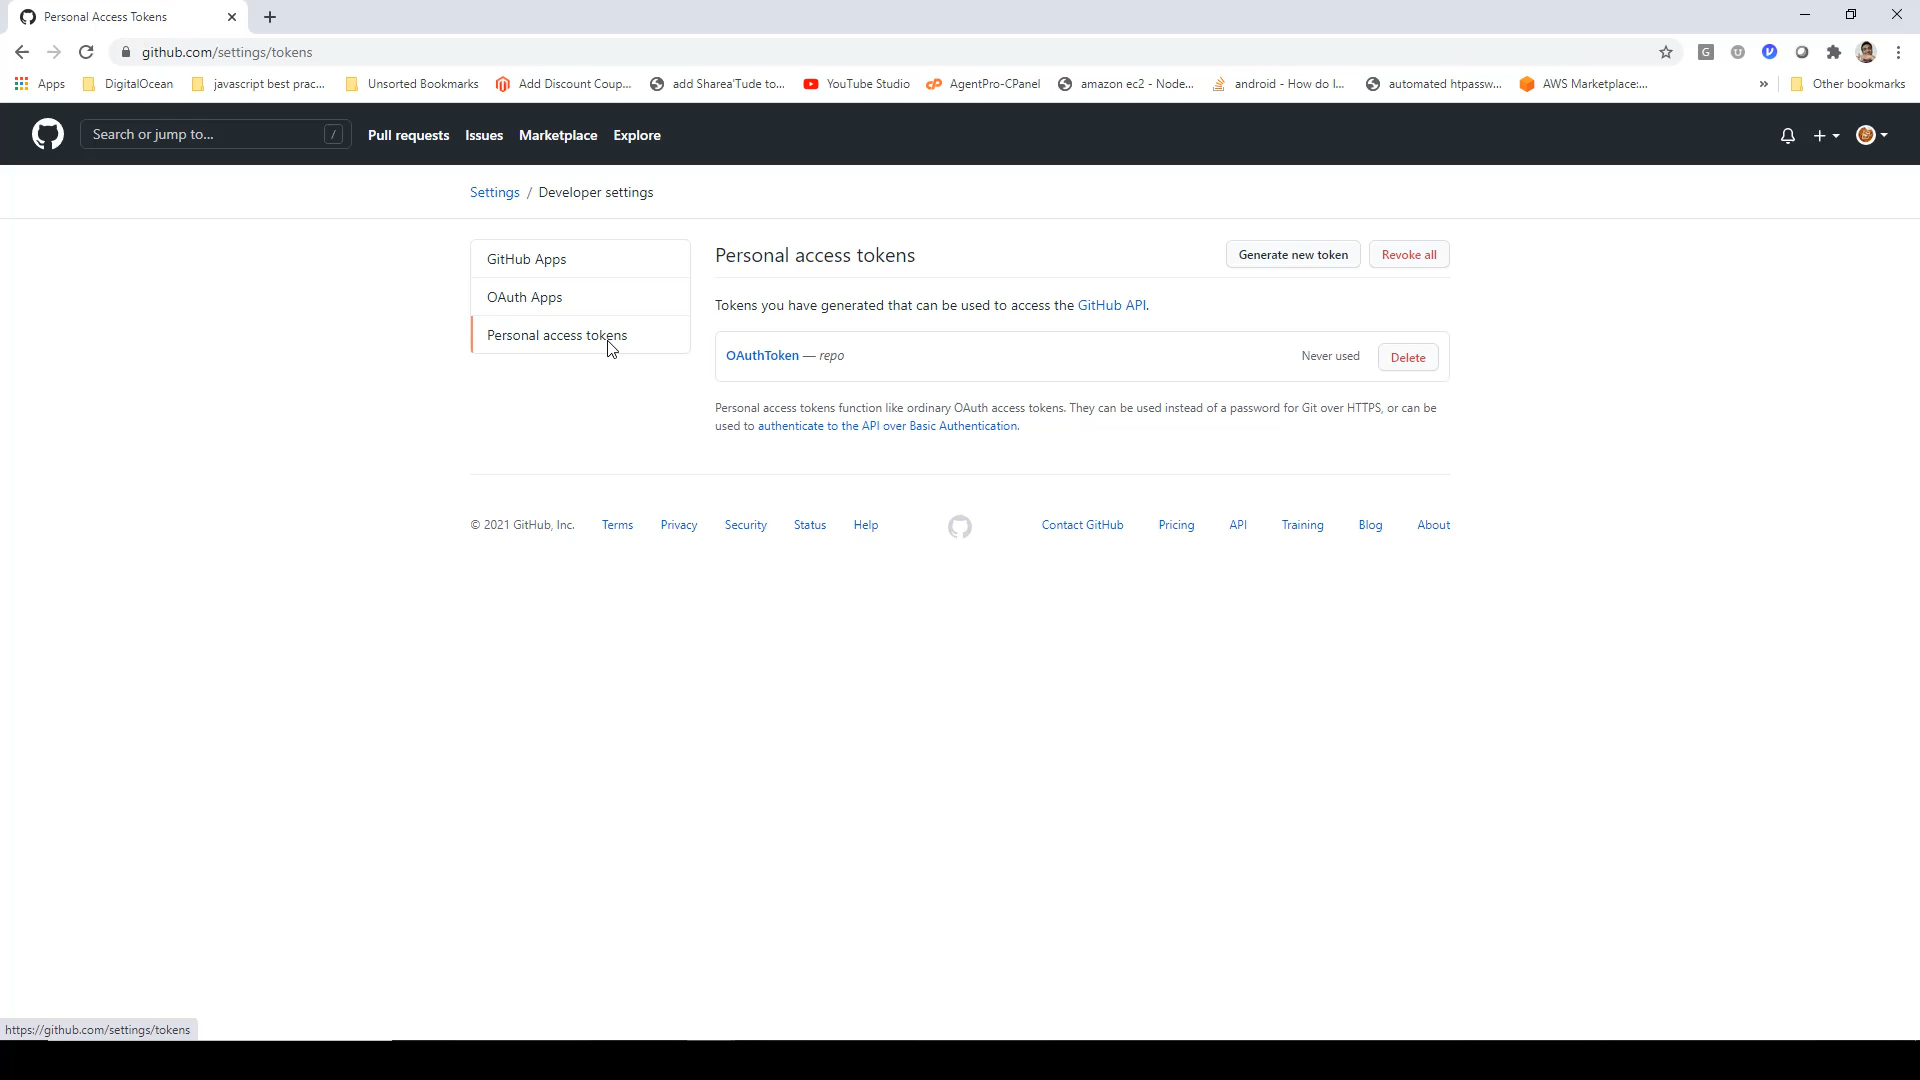 Personal Access Tokens
github.com/settings/tokens
Apps DigitalOcean javascript best prac... Unsorted Bookmarks Add Discount Coup... add Sharea'Tude to... YouTube Studio AgentPro-CPanel amazon ec2 - Node... android - How do I... automated htpassw... AWS Marketplace:... » Other bookmarks
Search or jump to... / Pull requests Issues Marketplace Explore
Settings / Developer settings
GitHub Apps
OAuth Apps
Personal access tokens
Personal access tokens Generate new token Revoke all
Tokens you have generated that can be used to access the GitHub API.
OAuthToken — repo Never used Delete
Personal access tokens function like ordinary OAuth access tokens. They can be used instead of a password for Git over HTTPS, or can be
used to authenticate to the API over Basic Authentication.
© 2021 GitHub, Inc. Terms Privacy Security Status Help Contact GitHub Pricing API Training Blog About
https://github.com/settings/tokens